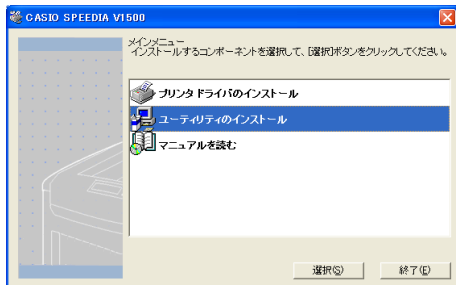 CASIO SPEEDIA V1500
メインメニュー
インストールするコンポーネントを選択して、[選択]ボタンをクリックしてください。
プリンタ ドライバのインストール
ユーティリティのインストール
マニュアルを読む
選択(S)
終了(E)